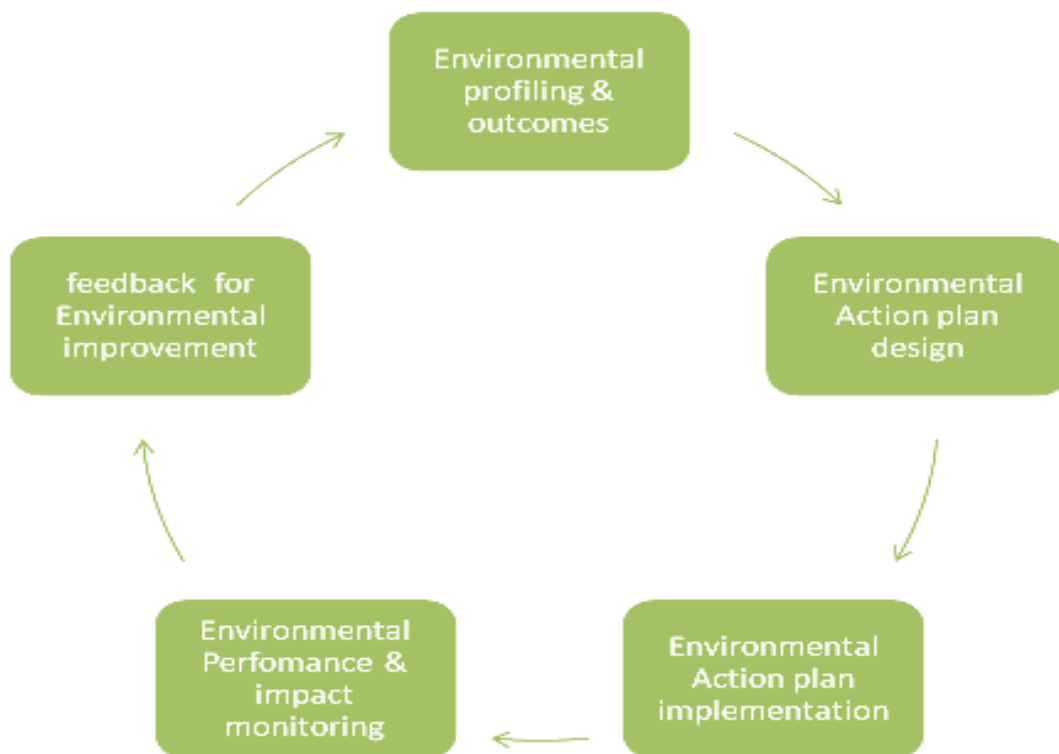 Environmental
profiling &
outcomes
Environmental
Action plan
design
Environmental
Action plan
implementation
Environmental
Perfomance &
impact
monitoring
feedback for
Environmental
improvement